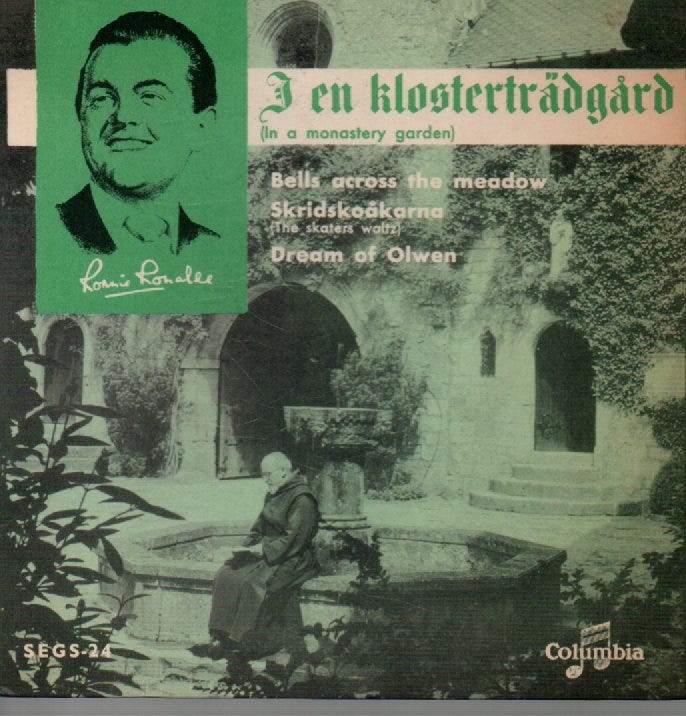 I en klosterträdgård
(In a monastery garden)
Bells across the meadow
Skridskoåkarna
(The skaters waltz)
Dream of Olwen
Ronnie Ronalde
SEGS-24
Columbia